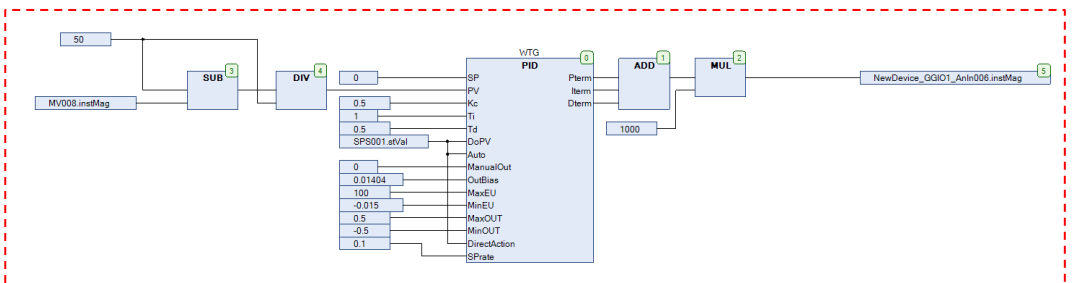 50
MV008.instMag
SUB
3
DIV
4
WTG
PID
0
0
0.5
1
0.5
SPS001.stVal
0
0.01404
100
-0.015
0.5
-0.5
0.1
SP
PV
Kc
Ti
Td
DoPV
Auto
ManualOut
OutBias
MaxEU
MinEU
MaxOUT
MinOUT
DirectAction
SPrate
Pterm
Iterm
Dterm
ADD
1
MUL
2
1000
NewDevice_GGIO1_AnIn006.instMag
5